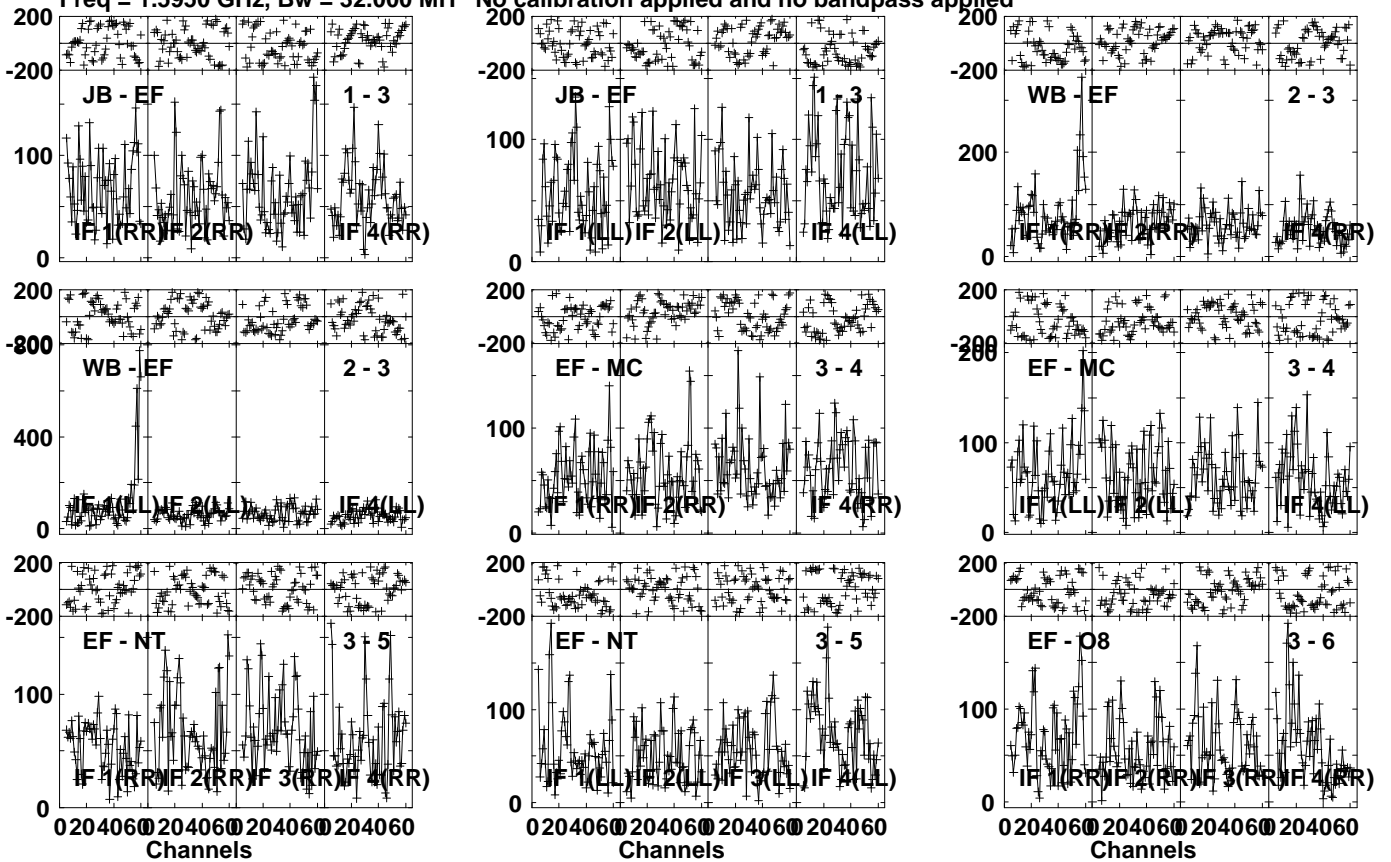 Freq = 1.5950 GHz, Bw = 32.000 MH No calibration applied and no bandpass applied
200 200 200
-200 -200 -200
JB - EF 1 - 3 JB - EF 1 - 3 WB - EF 2 - 3
100 100 200
IF 1(RR) IF 2(RR) IF 4(RR) IF 1(LL) IF 2(LL) IF 4(LL) IF 1(RR) IF 2(RR) IF 4(RR)
0 0 0
200 200 200
-200 -200 -200
800 200
WB - EF 2 - 3 EF - MC 3 - 4 EF - MC 3 - 4
400 100 100
IF 1(LL) IF 2(LL) IF 4(LL) IF 1(RR) IF 2(RR) IF 4(RR) IF 1(LL) IF 2(LL) IF 4(LL)
0 0 0
200 200 200
-200 -200 -200
EF - NT 3 - 5 EF - NT 3 - 5 EF - O8 3 - 6
100 100 100
IF 1(RR) IF 2(RR) IF 3(RR) IF 4(RR) IF 1(LL) IF 2(LL) IF 3(LL) IF 4(LL) IF 1(RR) IF 2(RR) IF 3(RR) IF 4(RR)
0 0 0
0 20 40 60 0 20 40 60 0 20 40 60 0 20 40 60 0 20 40 60 0 20 40 60 0 20 40 60 0 20 40 60 0 20 40 60 0 20 40 60 0 20 40 60 0 20 40 60
Channels Channels Channels